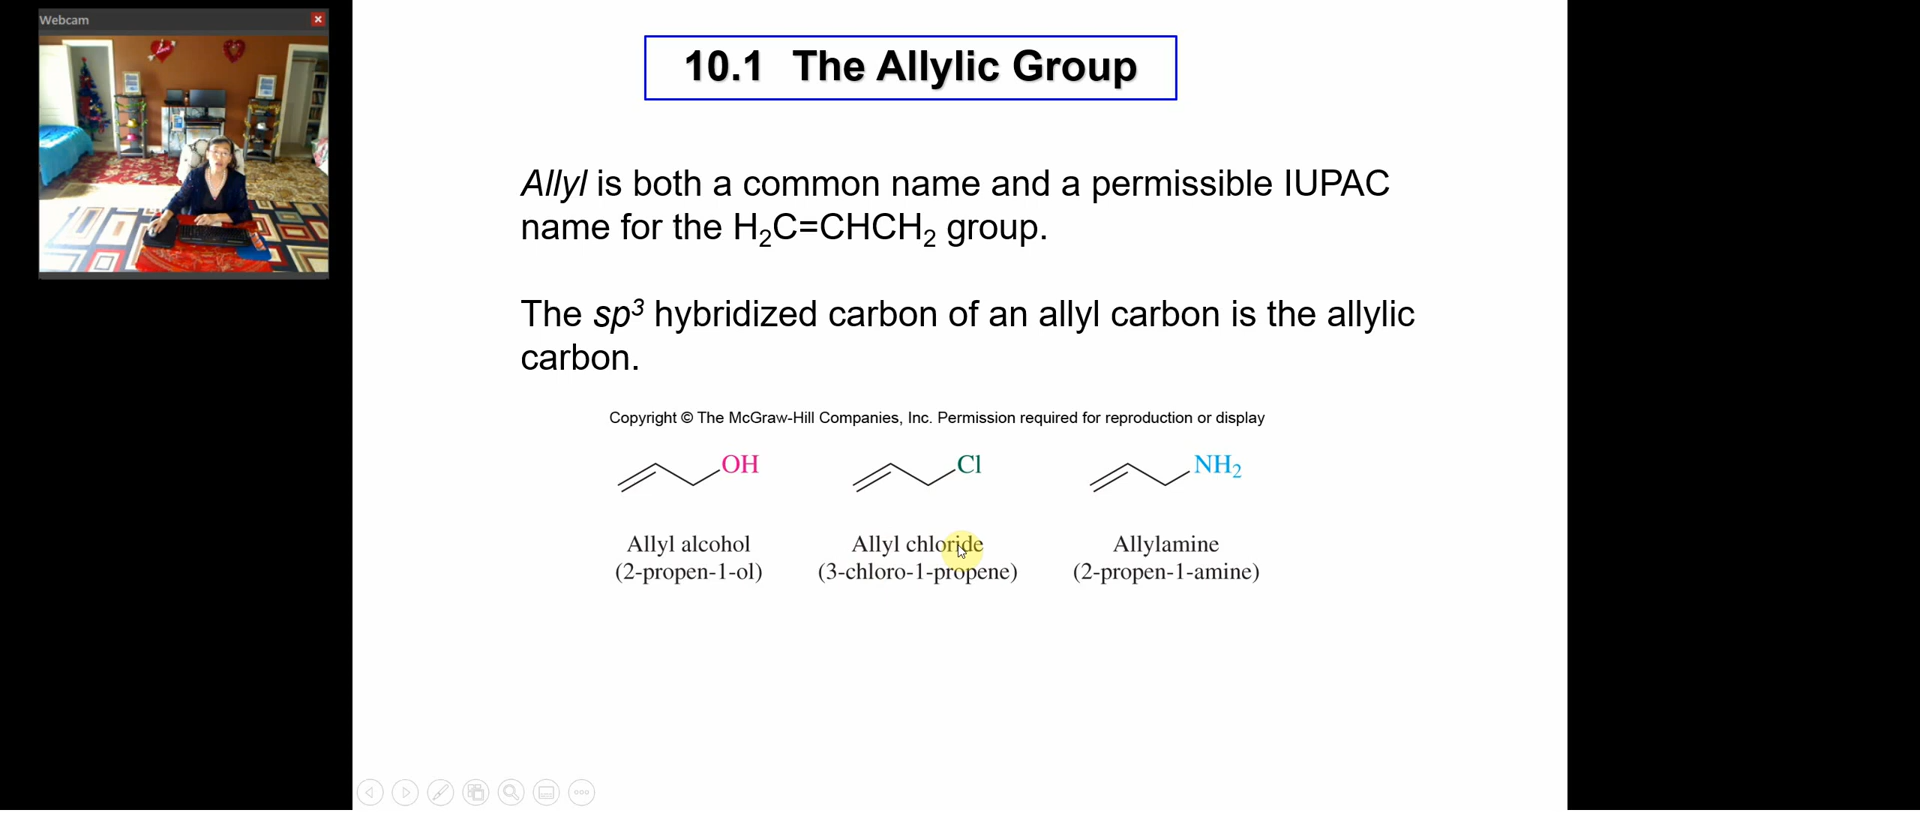 Webcam
10.1 The Allylic Group
Allyl is both a common name and a permissible IUPAC
name for the H₂C=CHCH₂ group.
The sp³ hybridized carbon of an allyl carbon is the allylic
carbon.
Copyright © The McGraw-Hill Companies, Inc. Permission required for reproduction or display
OH Cl NH₂
Allyl alcohol Allyl chloride Allylamine
(2-propen-1-ol) (3-chloro-1-propene) (2-propen-1-amine)